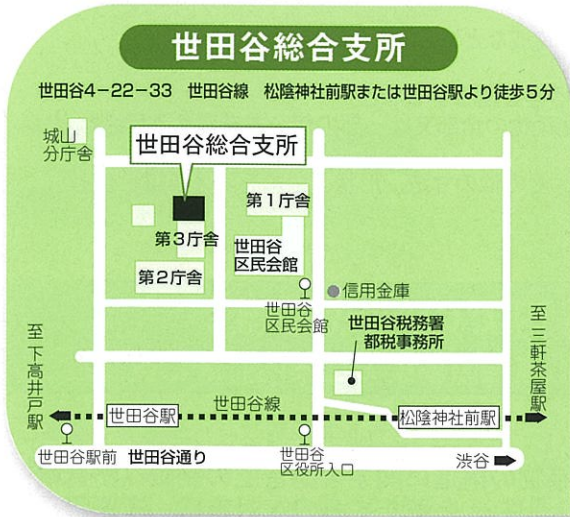 世田谷総合支所
世田谷4-22-33 世田谷線 松陰神社前駅または世田谷駅より徒歩5分
城山
分庁舎
世田谷総合支所
第1庁舎
第3庁舎
世田谷
区民会館
第2庁舎
世田谷
区民会館
信用金庫
世田谷税務署
都税事務所
至 下高井戸駅
至 三軒茶屋駅
世田谷駅
世田谷線
松陰神社前駅
世田谷駅前
世田谷通り
世田谷
区役所入口
渋谷